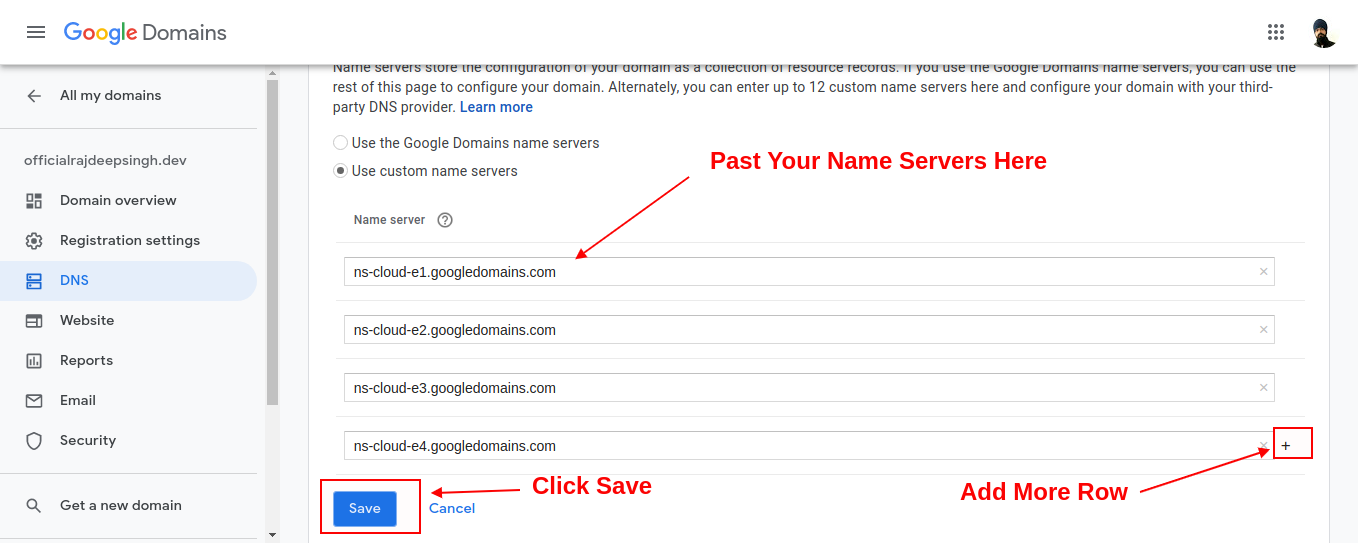 Google Domains
All my domains
officialrajdeepsingh.dev
Domain overview
Registration settings
DNS
Website
Reports
Email
Security
Get a new domain
Name servers store the configuration of your domain as a collection of resource records. If you use the Google Domains name servers, you can use the
rest of this page to configure your domain. Alternately, you can enter up to 12 custom name servers here and configure your domain with your third-
party DNS provider. Learn more
Use the Google Domains name servers
Use custom name servers
Past Your Name Servers Here
Name server ?
ns-cloud-e1.googledomains.com ×
ns-cloud-e2.googledomains.com ×
ns-cloud-e3.googledomains.com ×
ns-cloud-e4.googledomains.com × +
Click Save
Add More Row
Save Cancel